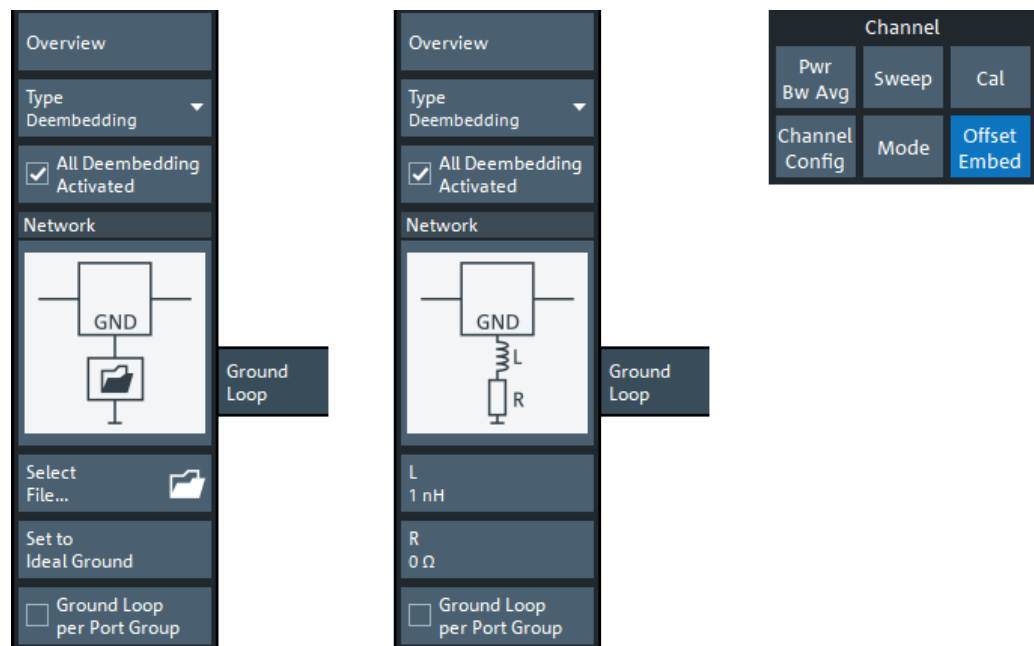 Overview
Type
Deembedding
All Deembedding
Activated
Network
GND
Ground
Loop
Select
File...
Set to
Ideal Ground
Ground Loop
per Port Group
Overview
Type
Deembedding
All Deembedding
Activated
Network
GND
L
R
Ground
Loop
L
1 nH
R
0 Ω
Ground Loop
per Port Group
Channel
Pwr
Bw Avg
Sweep
Cal
Channel
Config
Mode
Offset
Embed